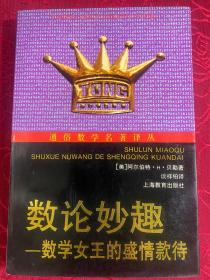 TONG
通俗数学名著译丛
SHULUN MIAOQU
SHUXUE NUWANG DE SHENGQING KUANDAI
[美]阿尔伯特·H·贝勒著
谈祥柏译
上海教育出版社
数论妙趣
—数学女王的盛情款待